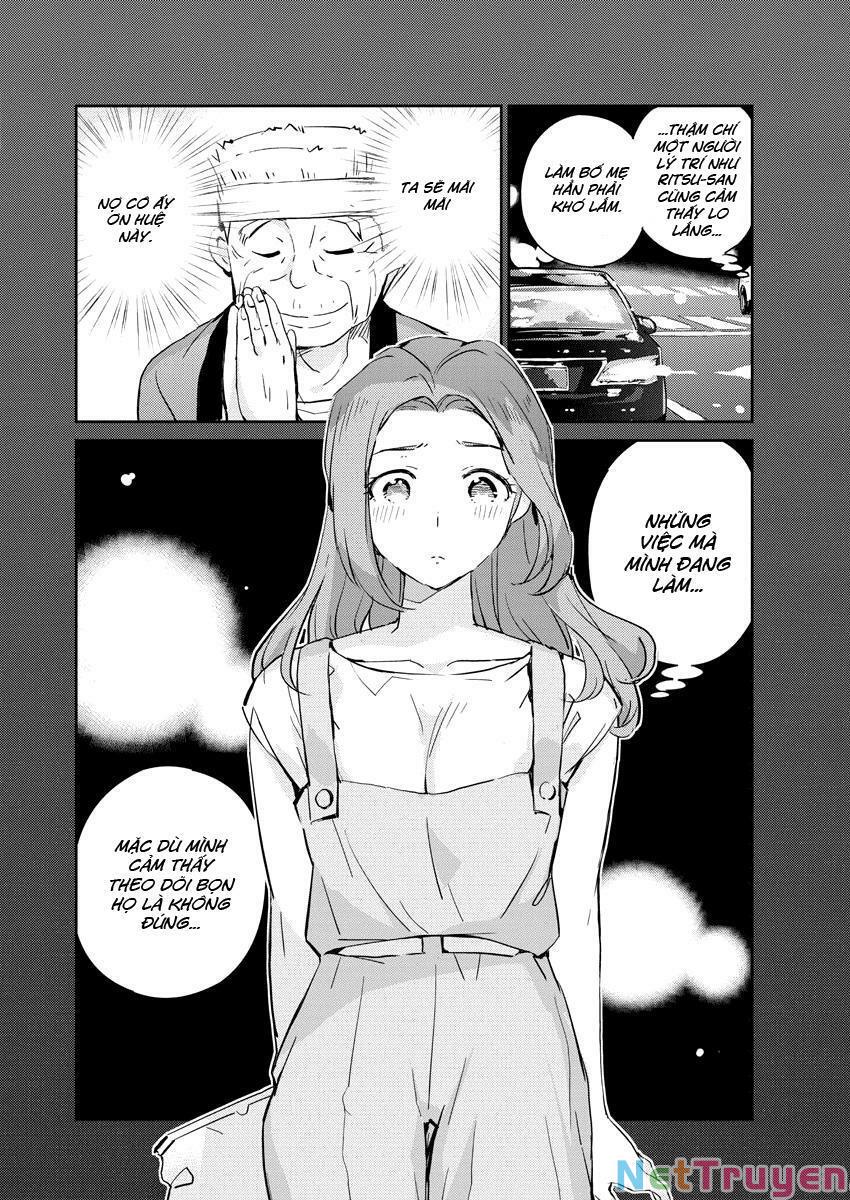 ...THẬM CHÍ
MỘT NGƯỜI
LÝ TRÍ NHƯ
RITSU-SAN
CŨNG CẢM
THẤY LO
LẮNG...
LÀM BỐ MẸ
HẲN PHẢI
KHÓ LẮM.
TA SẼ MÃI
MÃI
NỢ CÔ ẤY
ƠN HUỆ
NÀY.
NHỮNG
VIỆC MÀ
MÌNH ĐANG
LÀM...
MẶC DÙ MÌNH
CẢM THẤY
THEO DÕI BỌN
HỌ LÀ KHÔNG
ĐÚNG...
NetTruyen